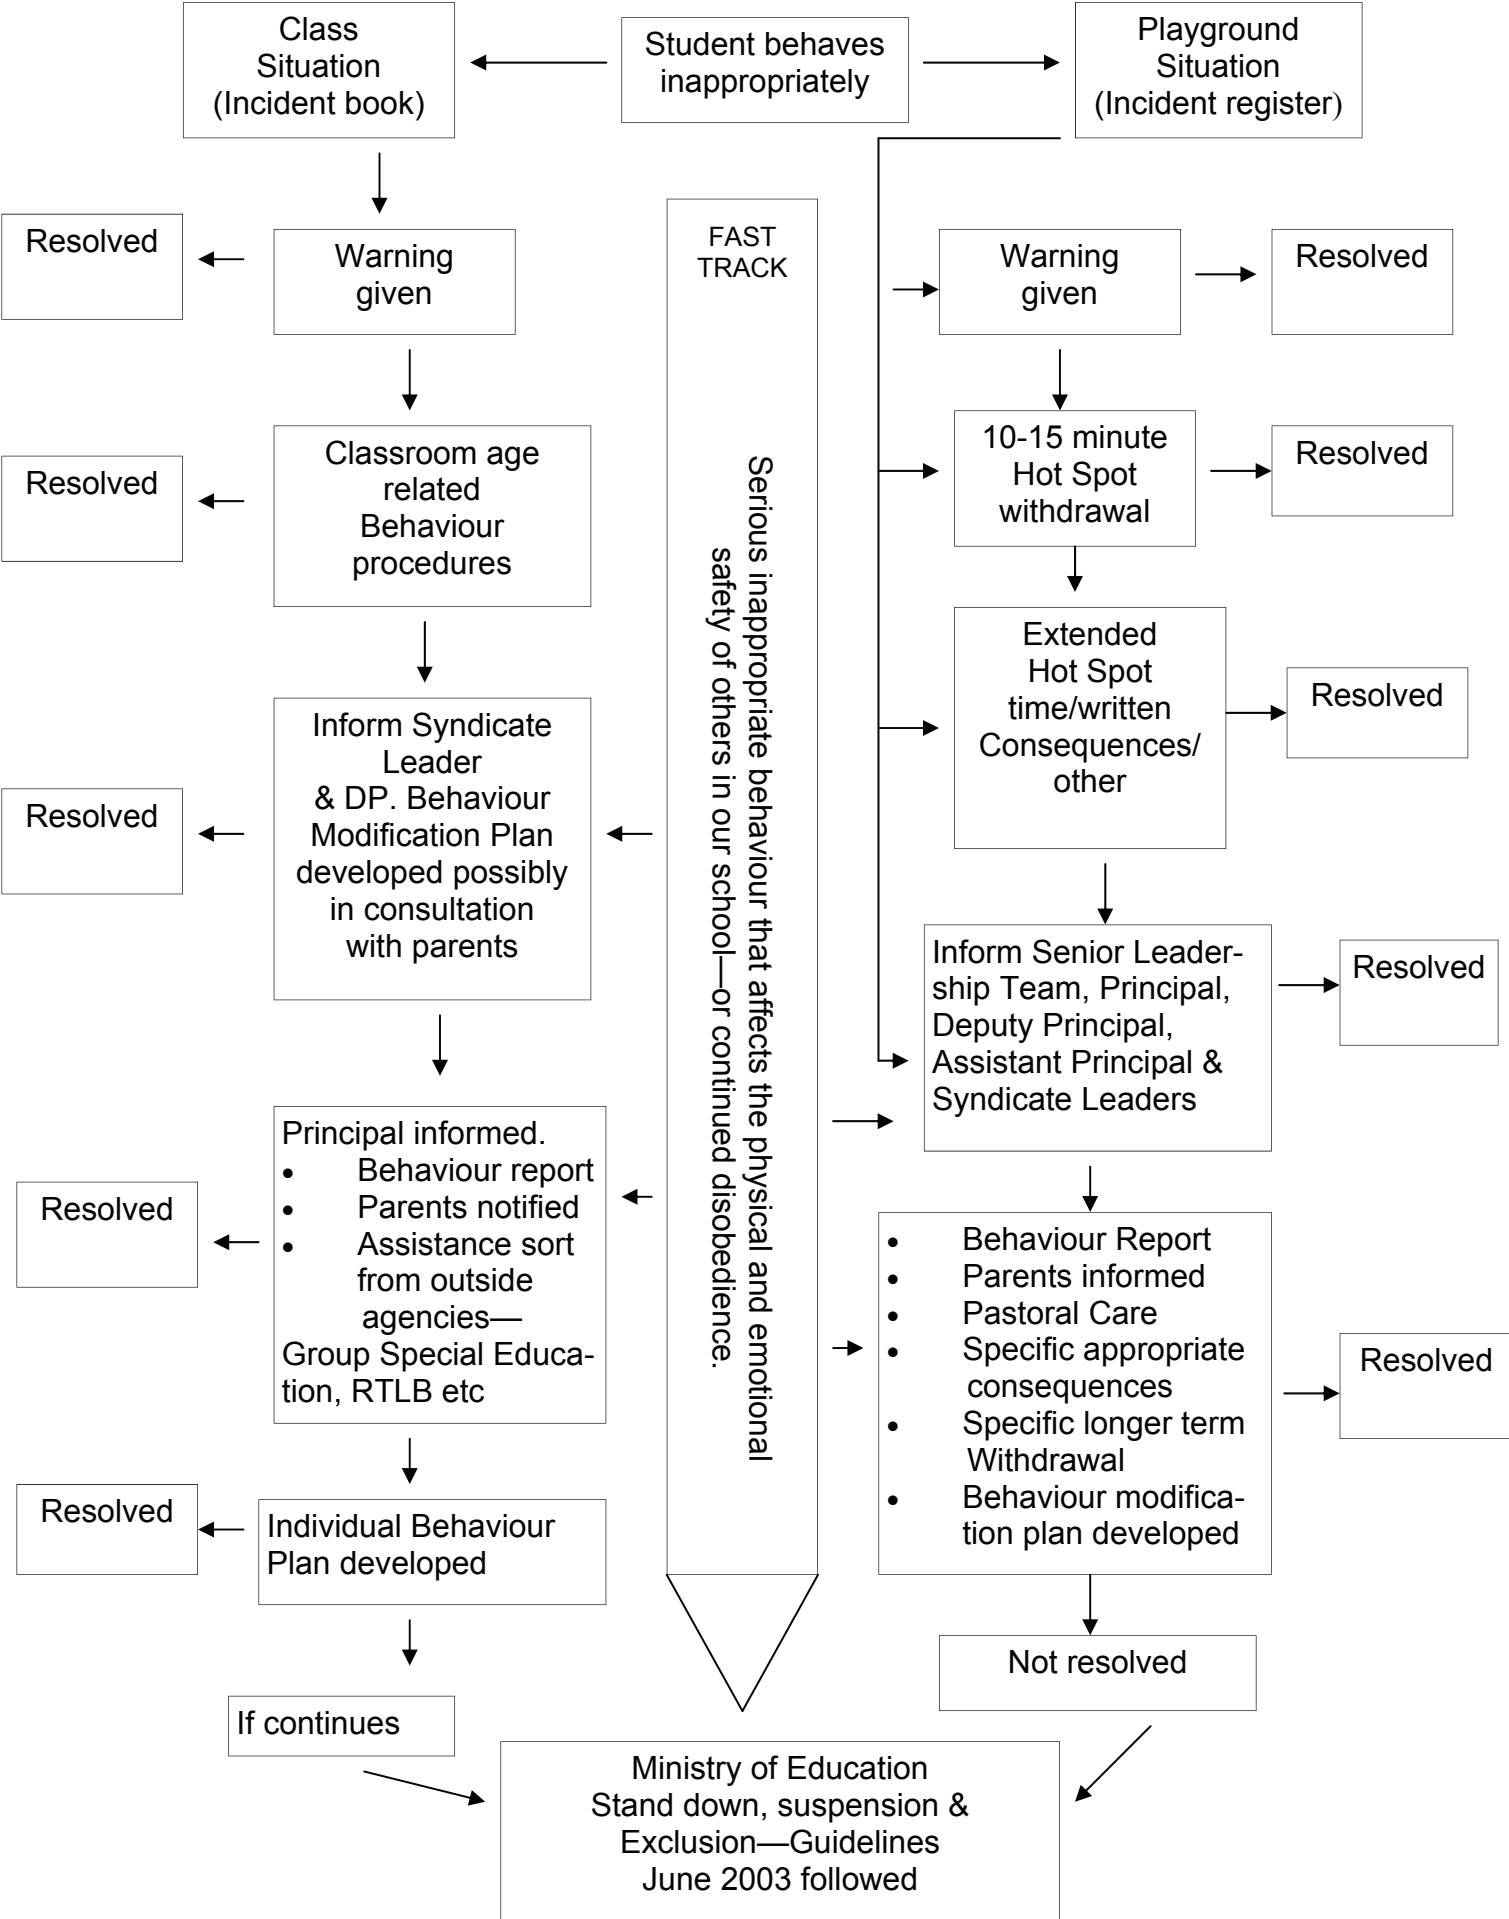 Class
Situation
(Incident book)
Student behaves
inappropriately
Playground
Situation
(Incident register)
Resolved
Warning
given
FAST
TRACK
Serious inappropriate behaviour that affects the physical and emotional
safety of others in our school—or continued disobedience.
Warning
given
Resolved
Resolved
Classroom age
related
Behaviour
procedures
10-15 minute
Hot Spot
withdrawal
Resolved
Extended
Hot Spot
time/written
Consequences/
other
Resolved
Resolved
Inform Syndicate
Leader
& DP. Behaviour
Modification Plan
developed possibly
in consultation
with parents
Inform Senior Leader-
ship Team, Principal,
Deputy Principal,
Assistant Principal &
Syndicate Leaders
Resolved
Resolved
Principal informed.
• Behaviour report
• Parents notified
• Assistance sort
from outside
agencies—
Group Special Educa-
tion, RTLB etc
• Behaviour Report
• Parents informed
• Pastoral Care
• Specific appropriate
consequences
• Specific longer term
Withdrawal
• Behaviour modifica-
tion plan developed
Resolved
Resolved
Individual Behaviour
Plan developed
Not resolved
If continues
Ministry of Education
Stand down, suspension &
Exclusion—Guidelines
June 2003 followed